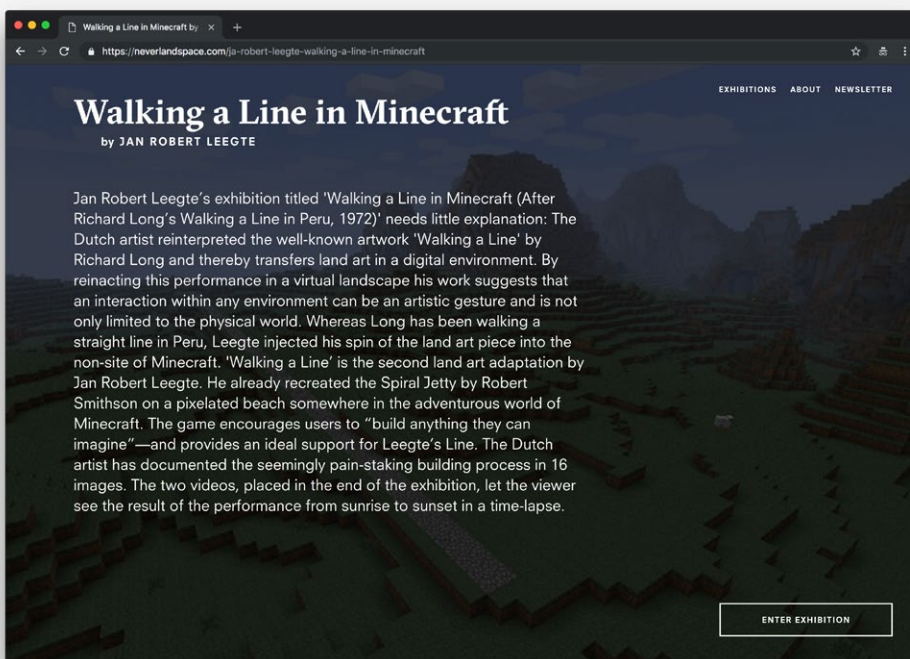 Walking a Line in Minecraft by
https://neverlandspace.com/ja-robert-leegte-walking-a-line-in-minecraft
EXHIBITIONS ABOUT NEWSLETTER
Walking a Line in Minecraft
by JAN ROBERT LEEGTE
Jan Robert Leegte's exhibition titled 'Walking a Line in Minecraft (After
Richard Long's Walking a Line in Peru, 1972)' needs little explanation: The
Dutch artist reinterpreted the well-known artwork 'Walking a Line' by
Richard Long and thereby transfers land art in a digital environment. By
reinacting this performance in a virtual landscape his work suggests that
an interaction within any environment can be an artistic gesture and is not
only limited to the physical world. Whereas Long has been walking a
straight line in Peru, Leegte injected his spin of the land art piece into the
non-site of Minecraft. 'Walking a Line' is the second land art adaptation by
Jan Robert Leegte. He already recreated the Spiral Jetty by Robert
Smithson on a pixelated beach somewhere in the adventurous world of
Minecraft. The game encourages users to “build anything they can
imagine”—and provides an ideal support for Leegte's Line. The Dutch
artist has documented the seemingly pain-staking building process in 16
images. The two videos, placed in the end of the exhibition, let the viewer
see the result of the performance from sunrise to sunset in a time-lapse.
ENTER EXHIBITION